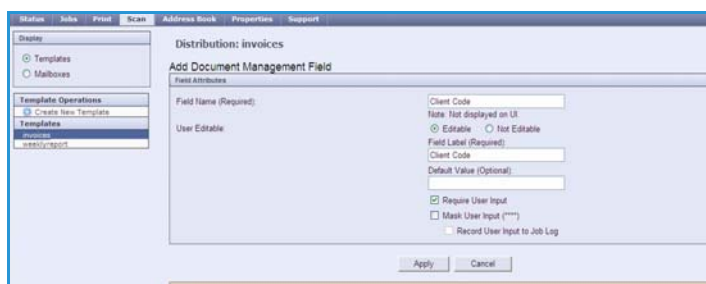 Status Jobs Print Scan Address Book Properties Support
Display
Templates
Mailboxes
Template Operations
Create New Template
Templates
invoices
weeklyreport
Distribution: invoices
Add Document Management Field
Field Attributes
Field Name (Required):
Client Code
Note: Not displayed on UI
User Editable:
Editable Not Editable
Field Label (Required):
Client Code
Default Value (Optional):
Require User Input
Mask User Input (****)
Record User Input to Job Log
Apply Cancel